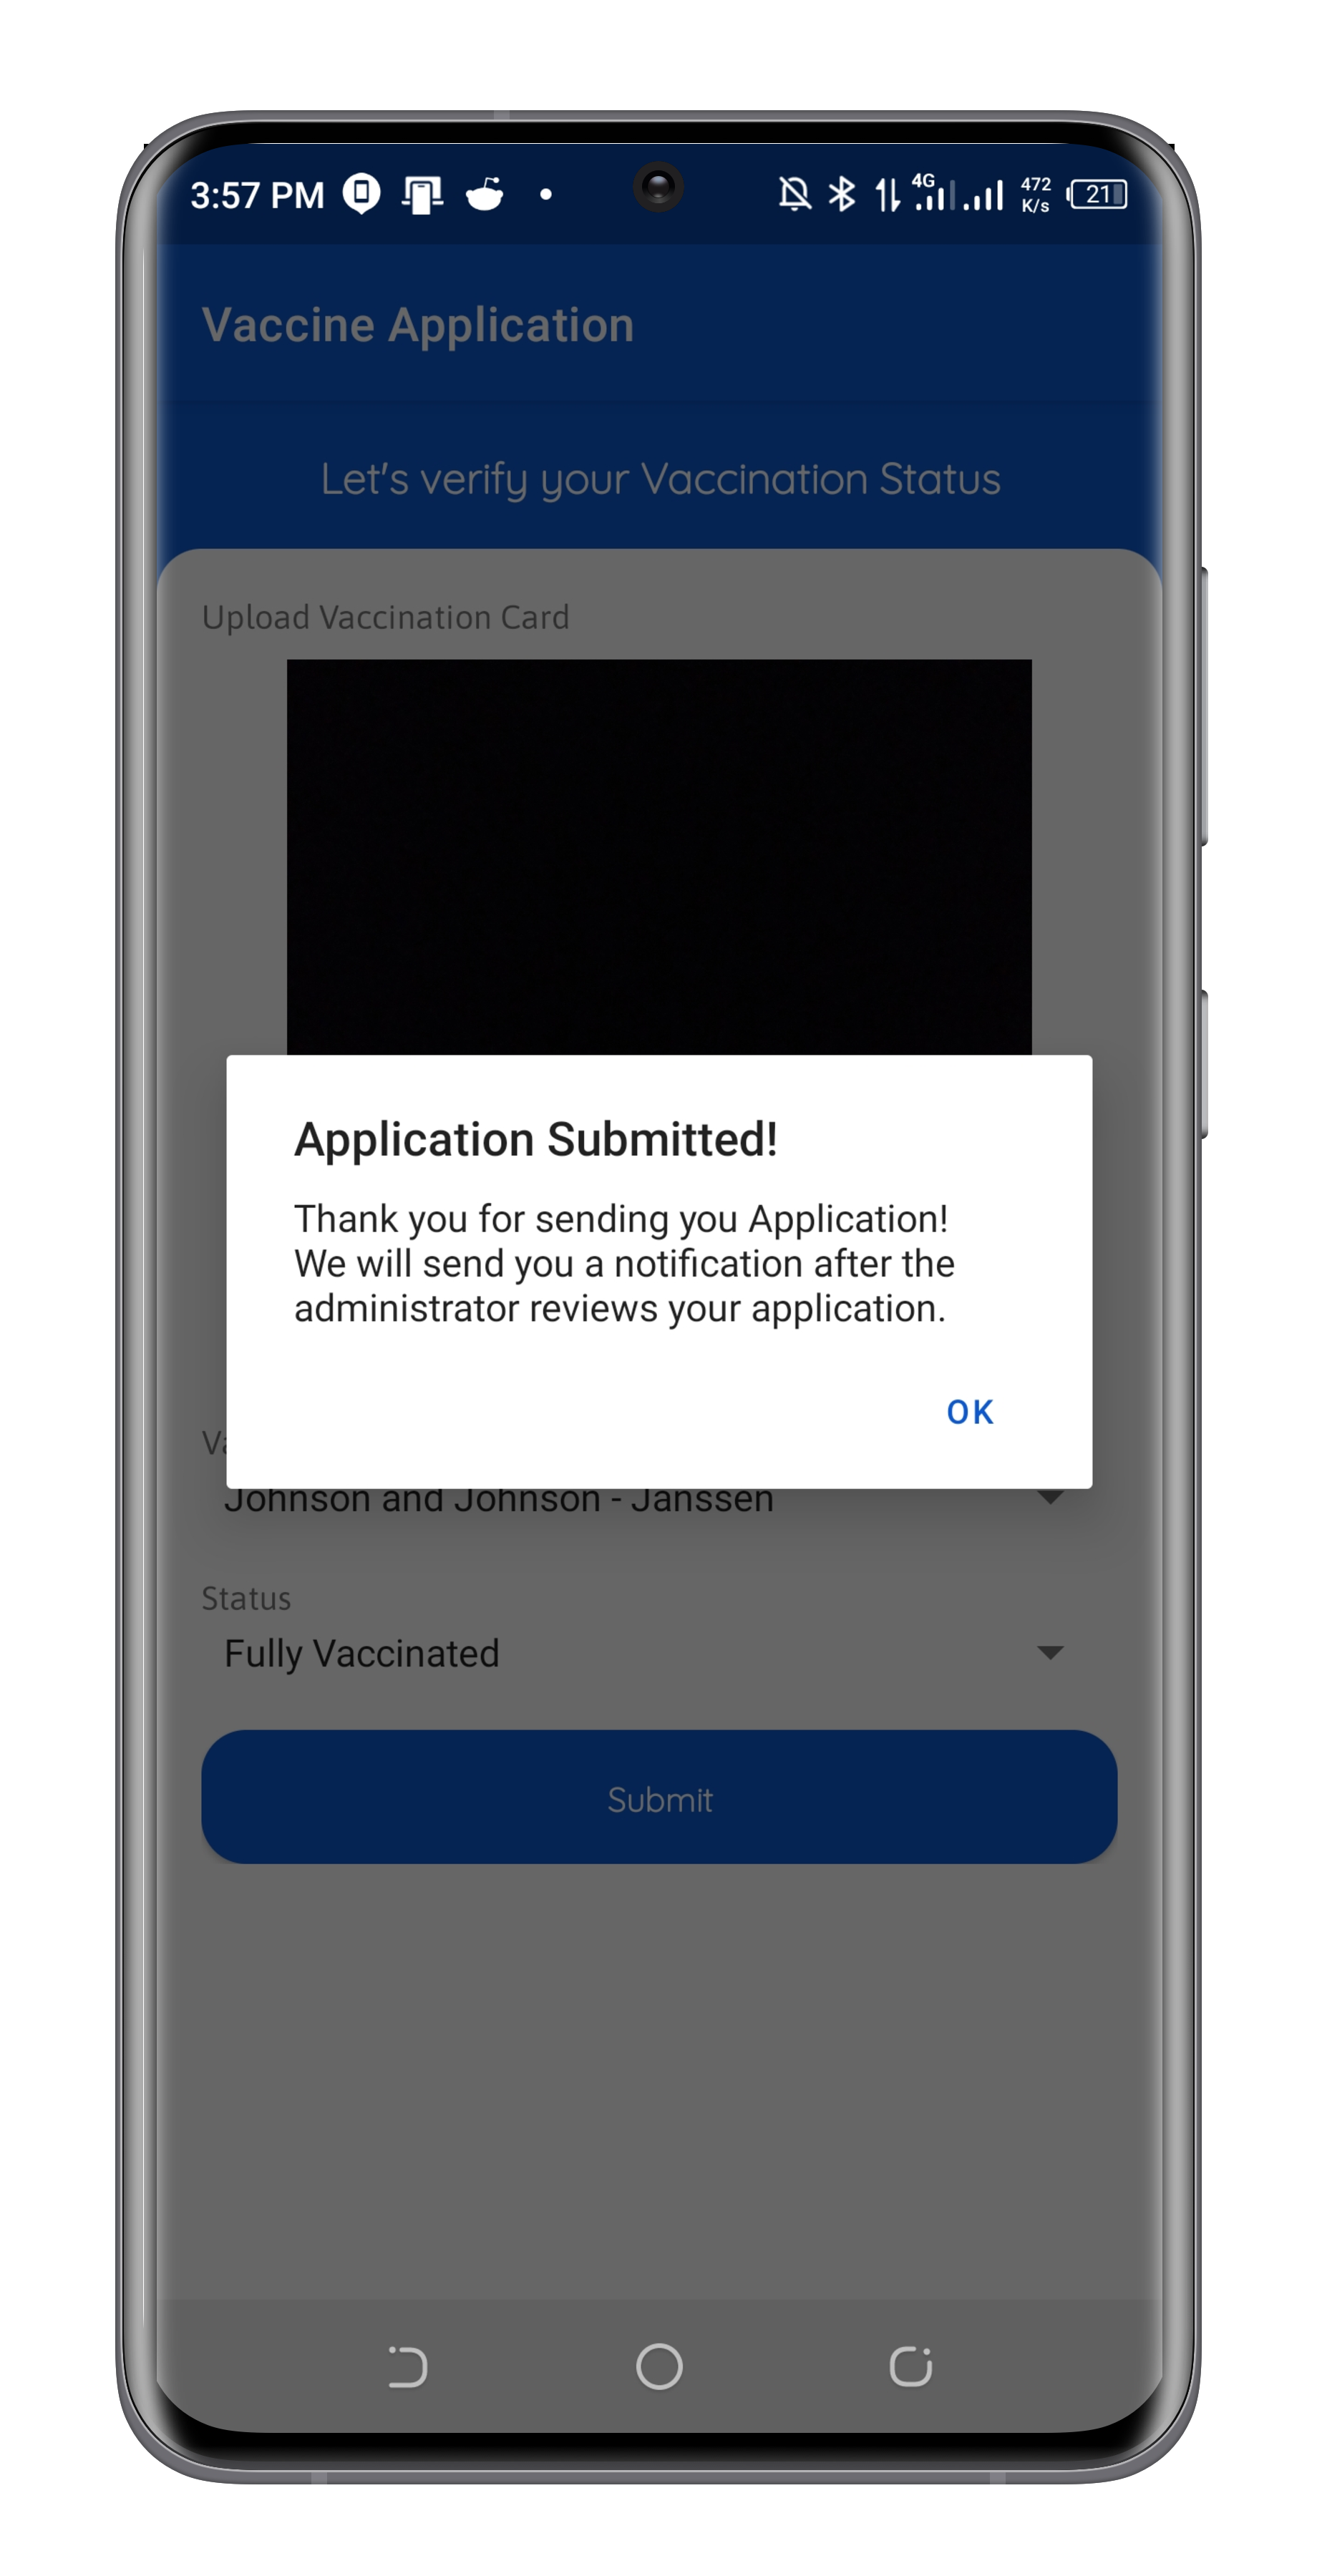 3:57 PM
4G
472
K/s
21
Vaccine Application
Let's verify your Vaccination Status
Upload Vaccination Card
Application Submitted!
Thank you for sending you Application!
We will send you a notification after the
administrator reviews your application.
OK
Johnson and Johnson - Janssen
Status
Fully Vaccinated
Submit